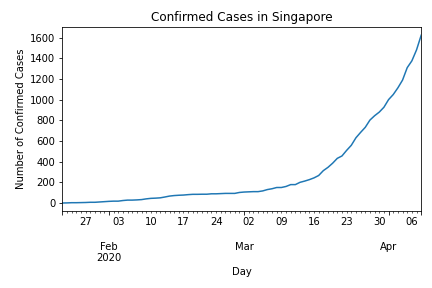 Confirmed Cases in Singapore
Number of Confirmed Cases
1600
1400
1200
1000
800
600
400
200
0
27 03 10 17 24 02 09 16 23 30 06
Feb Mar Apr
2020
Day